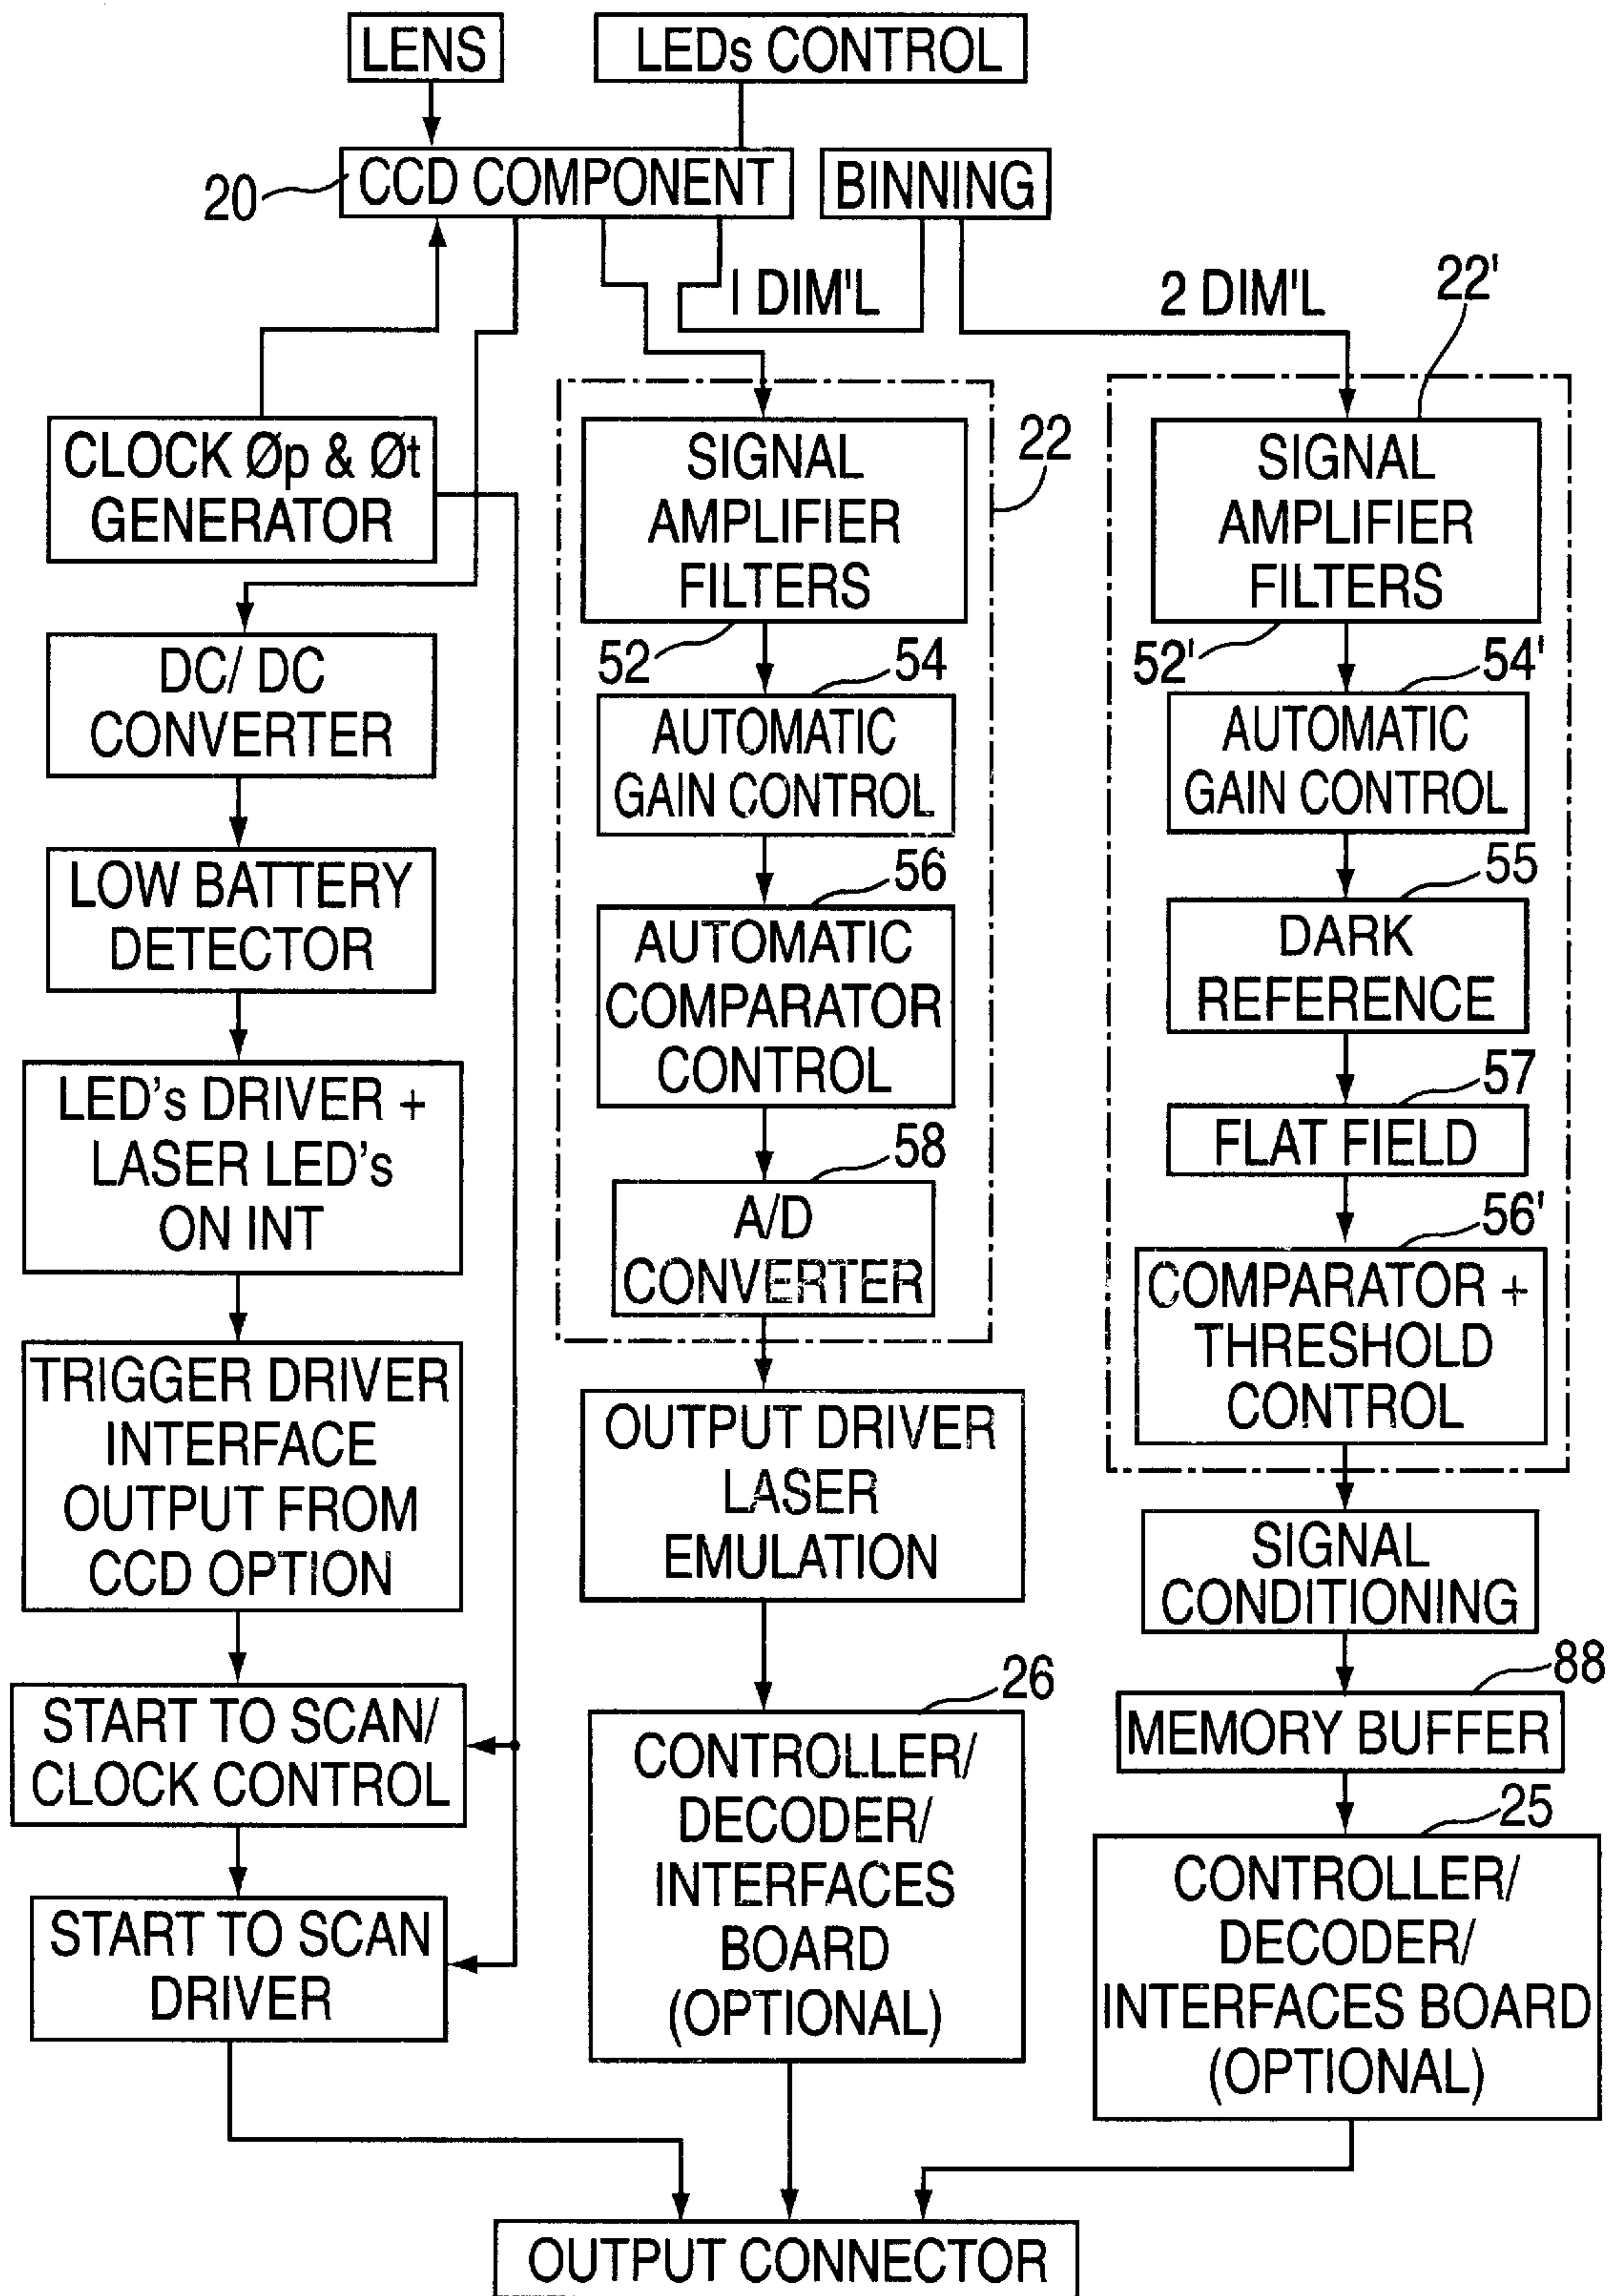 LENS
LEDs CONTROL
20
CCD COMPONENT
BINNING
1 DIM'L
2 DIM'L
22'
CLOCK Øp & Øt
GENERATOR
DC/ DC
CONVERTER
LOW BATTERY
DETECTOR
LED's DRIVER +
LASER LED's
ON INT
TRIGGER DRIVER
INTERFACE
OUTPUT FROM
CCD OPTION
START TO SCAN/
CLOCK CONTROL
START TO SCAN
DRIVER
22
SIGNAL
AMPLIFIER
FILTERS
52
54
AUTOMATIC
GAIN CONTROL
56
AUTOMATIC
COMPARATOR
CONTROL
58
A/D
CONVERTER
OUTPUT DRIVER
LASER
EMULATION
26
CONTROLLER/
DECODER/
INTERFACES
BOARD
(OPTIONAL)
SIGNAL
AMPLIFIER
FILTERS
52'
54'
AUTOMATIC
GAIN CONTROL
55
DARK
REFERENCE
57
FLAT FIELD
56'
COMPARATOR +
THRESHOLD
CONTROL
SIGNAL
CONDITIONING
88
MEMORY BUFFER
25
CONTROLLER/
DECODER/
INTERFACES BOARD
(OPTIONAL)
OUTPUT CONNECTOR